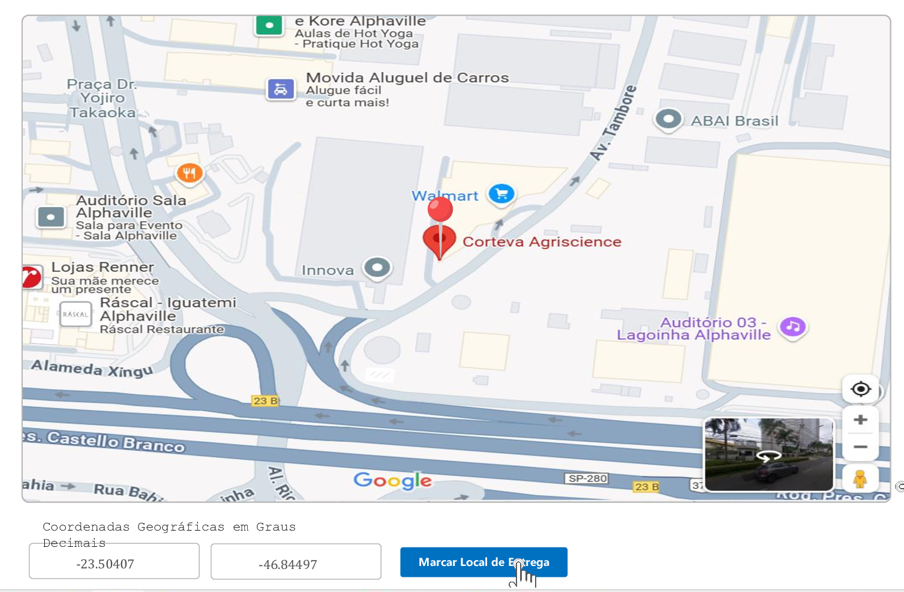 e Kore Alphaville
Aulas de Hot Yoga
- Pratique Hot Yoga
Movida Aluguel de Carros
Alugue fácil
e curta mais!
Praça Dr.
Yojiro
Takaoka
Av. Tambore
ABAI Brasil
Walmart
Auditório Sala
Alphaville
Sala para Evento
- Sala Alphaville
Corteva Agriscience
Innova
Lojas Renner
Sua mãe merece
um presente
RÁSCAL
Ráscal - Iguatemi
Alphaville
Ráscal Restaurante
Auditório 03 -
Lagoinha Alphaville
Alameda Xingu
23 B
es. Castello Branco
ahia
Rua Bahi
inha
Al. Ri
Google
SP-280
23 B
37
Rod. Pres. C
Coordenadas Geográficas em Graus
Decimais
-23.50407
-46.84497
Marcar Local de Entrega